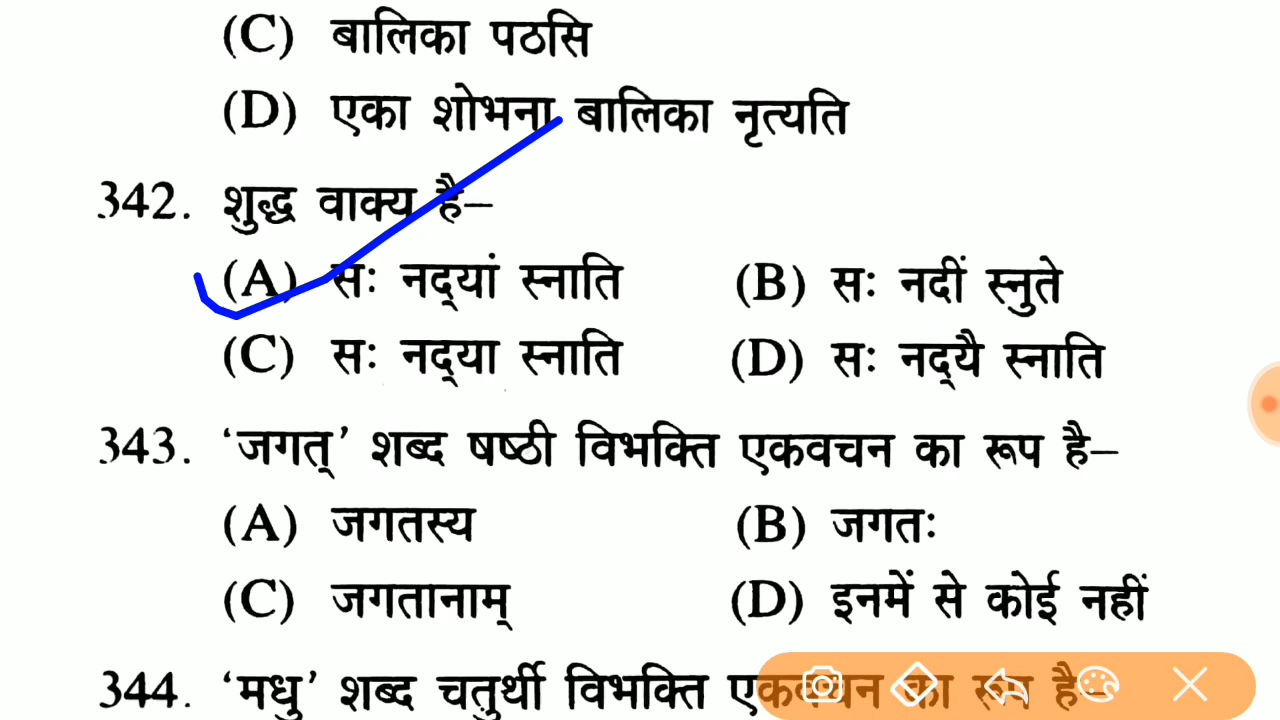 (C) बालिका पठसि
(D) एका शोभना बालिका नृत्यति
342. शुद्ध वाक्य है–
(A) सः नद्‌यां स्नाति (B) सः नदीं स्नुते
(C) सः नद्‌या स्नाति (D) सः नद्‌यै स्नाति
343. ‘जगत्’ शब्द षष्ठी विभक्ति एकवचन का रूप है–
(A) जगतस्य (B) जगतः
(C) जगतानाम् (D) इनमें से कोई नहीं
344. ‘मधु’ शब्द चतुर्थी विभक्ति एकवचन का रूप है–